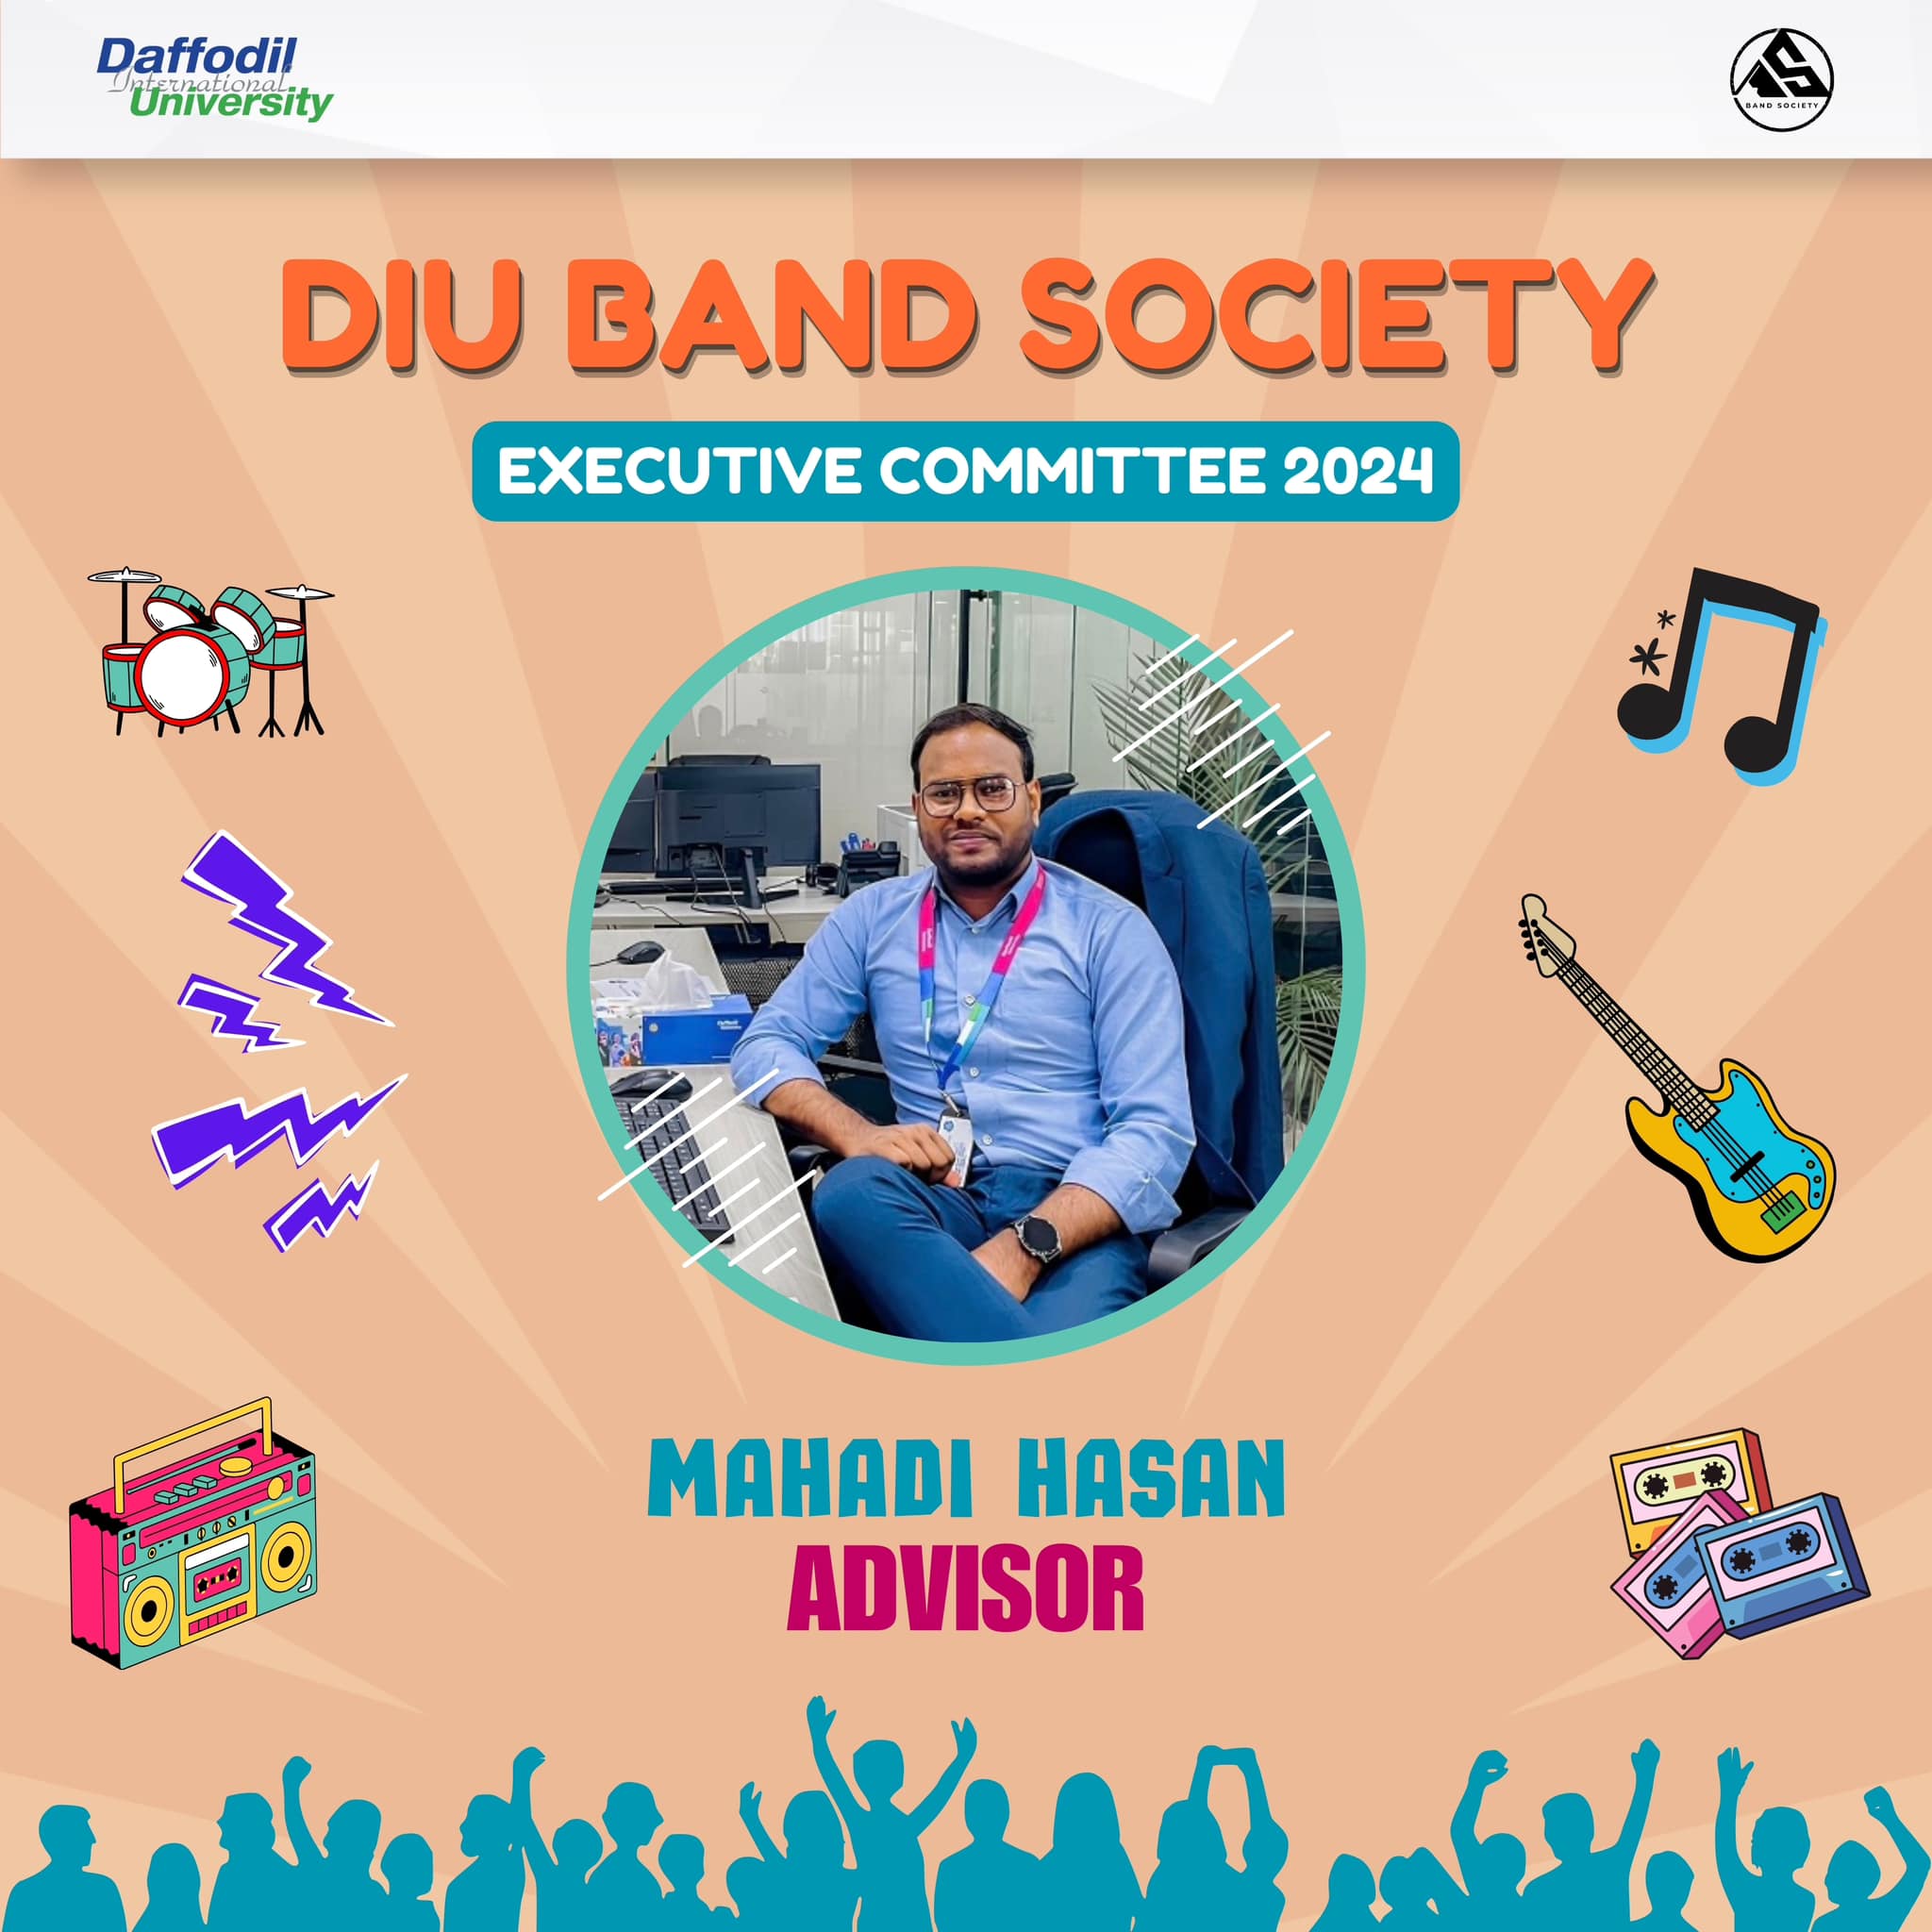 Daffodil
International
University
BAND SOCIETY
DIU BAND SOCIETY
EXECUTIVE COMMITTEE 2024
MAHADI HASAN
ADVISOR